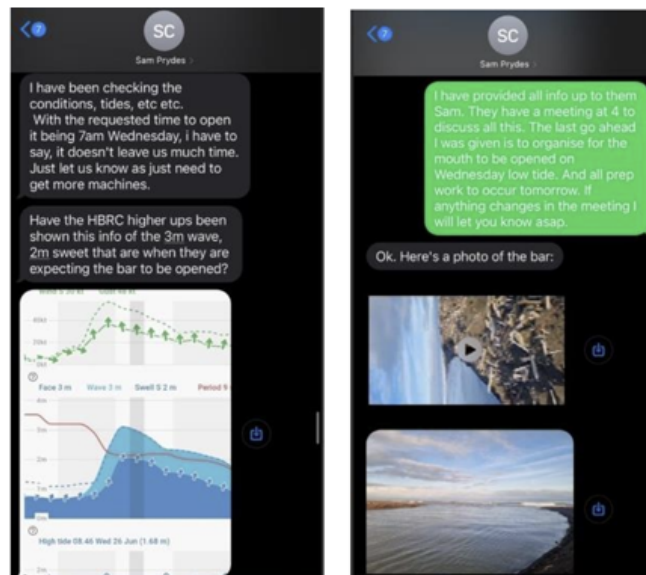 7
SC
Sam Prydes >
I have been checking the
conditions, tides, etc etc.
With the requested time to open
it being 7am Wednesday, i have to
say, it doesn't leave us much time.
Just let us know as just need to
get more machines.
Have the HBRC higher ups been
shown this info of the 3m wave,
2m sweet that are when they are
expecting the bar to be opened?
Face 3 m Wave 3 m Swell S 2 m Period 9
4m
3m
2m
1m
High tide 08:46 Wed 26 Jun (1.68 m)
2m
7
SC
Sam Prydes >
I have provided all info up to them
Sam. They have a meeting at 4 to
discuss all this. The last go ahead
I was given is to organise for the
mouth to be opened on
Wednesday low tide. And all prep
work to occur tomorrow. If
anything changes in the meeting I
will let you know asap.
Ok. Here's a photo of the bar: